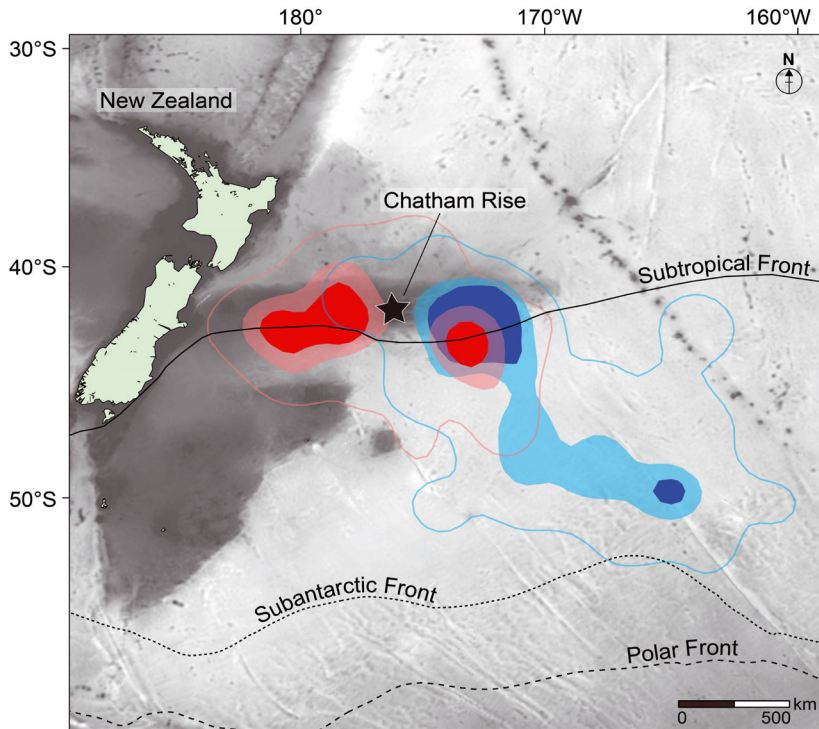 180° 170°W 160°W
30°S
N
New Zealand
Chatham Rise
40°S
Subtropical Front
50°S
Subantarctic Front
Polar Front
km
0 500